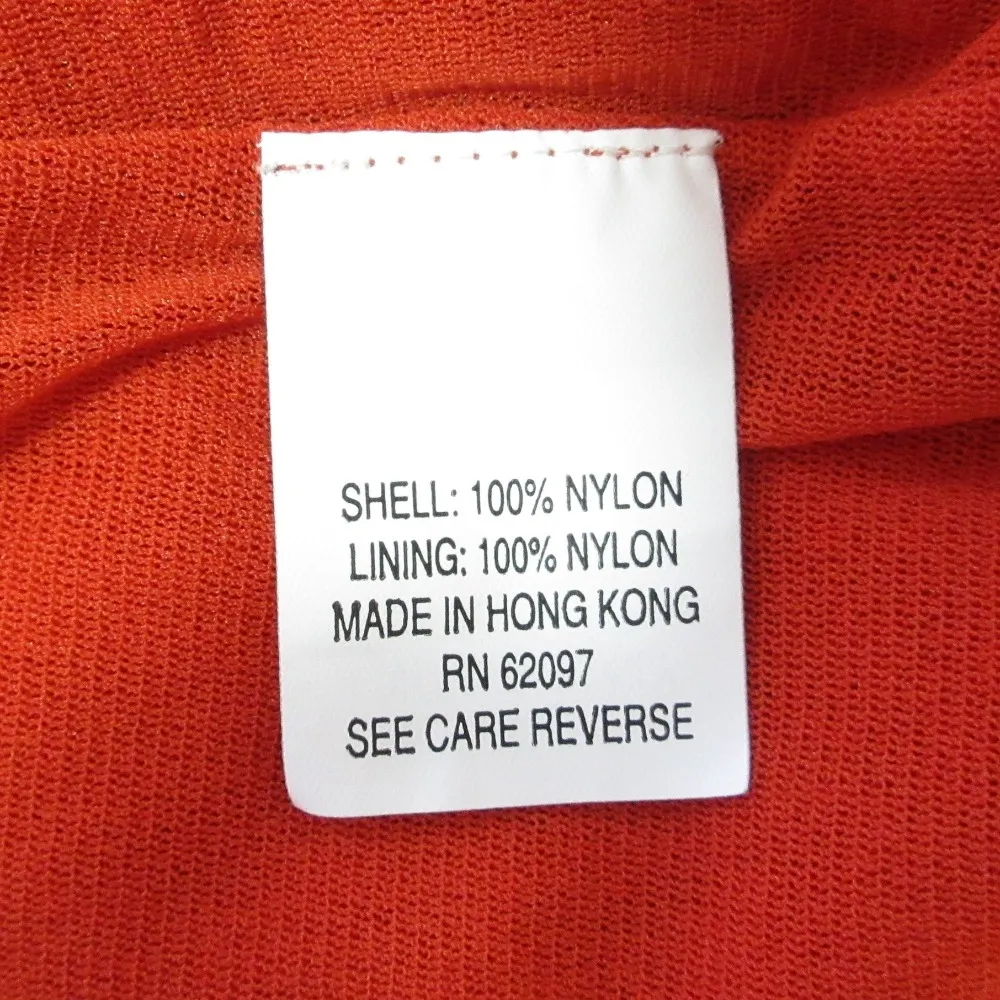 SHELL: 100% NYLON
LINING: 100% NYLON
MADE IN HONG KONG
RN 62097
SEE CARE REVERSE